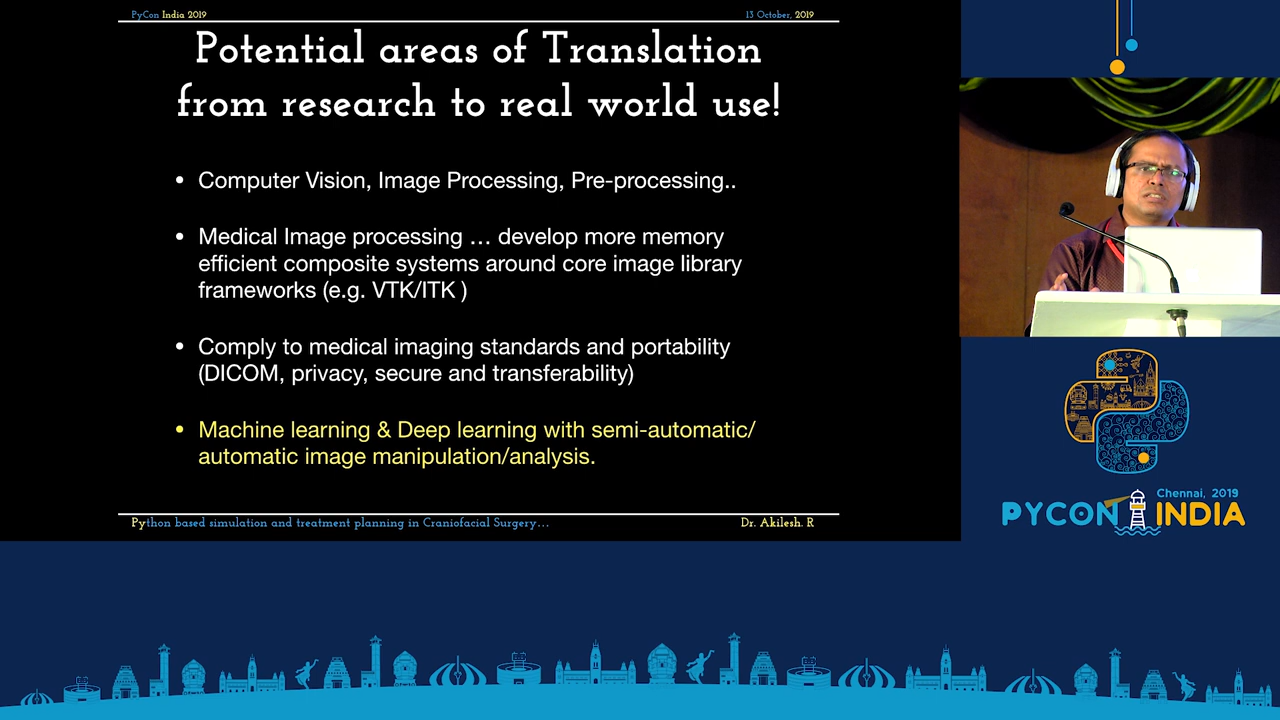 PyCon India 2019
13 October, 2019
Potential areas of Translation
from research to real world use!
• Computer Vision, Image Processing, Pre-processing..
• Medical Image processing … develop more memory
efficient composite systems around core image library
frameworks (e.g. VTK/ITK )
• Comply to medical imaging standards and portability
(DICOM, privacy, secure and transferability)
• Machine learning & Deep learning with semi-automatic/
automatic image manipulation/analysis.
Python based simulation and treatment planning in Craniofacial Surgery…
Dr. Akilesh. R
Chennai, 2019
PYCON INDIA